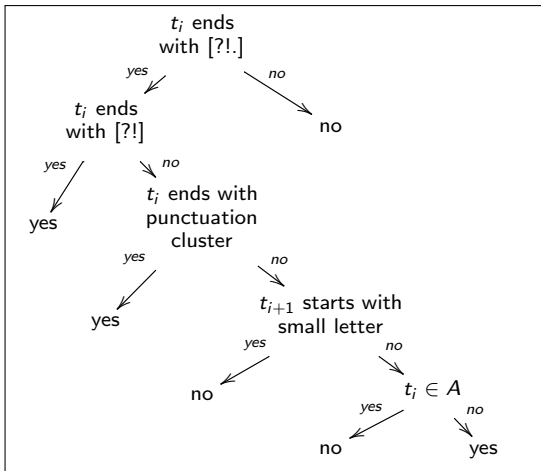 t_i ends
with [?!.]
yes
no
t_i ends
with [?!]
no
yes
no
yes
t_i ends with
punctuation
cluster
yes
no
yes
t_{i+1} starts with
small letter
yes
no
no
t_i ∈ A
yes
no
no
yes